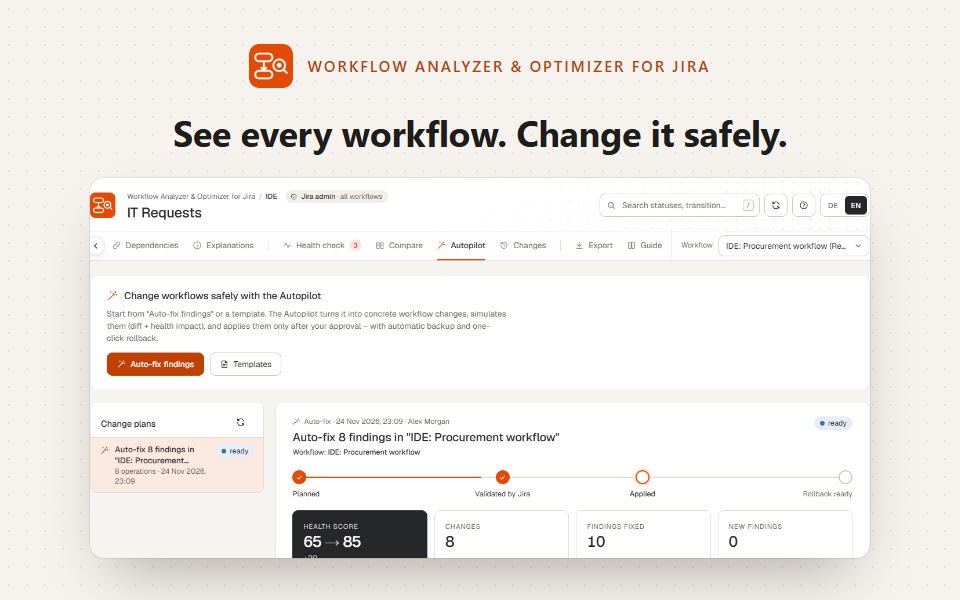 WORKFLOW ANALYZER & OPTIMIZER FOR JIRA
See every workflow. Change it safely.
Workflow Analyzer & Optimizer for Jira / IDE
Jira admin · all workflows
IT Requests
Search statuses, transition...
/
DE
EN
Dependencies
Explanations
Health check 3
Compare
Autopilot
Changes
Export
Guide
Workflow
IDE: Procurement workflow (Re...
Change workflows safely with the Autopilot
Start from "Auto-fix findings" or a template. The Autopilot turns it into concrete workflow changes, simulates
them (diff + health impact), and applies them only after your approval – with automatic backup and one-
click rollback.
Auto-fix findings
Templates
Change plans
Auto-fix 8 findings in
"IDE: Procurement...
ready
8 operations · 24 Nov 2026,
23:09
Auto-fix · 24 Nov 2026, 23:09 · Alex Morgan
ready
Auto-fix 8 findings in "IDE: Procurement workflow"
Workflow: IDE: Procurement workflow
Planned
Validated by Jira
Applied
Rollback ready
HEALTH SCORE
65 → 85
CHANGES
8
FINDINGS FIXED
10
NEW FINDINGS
0